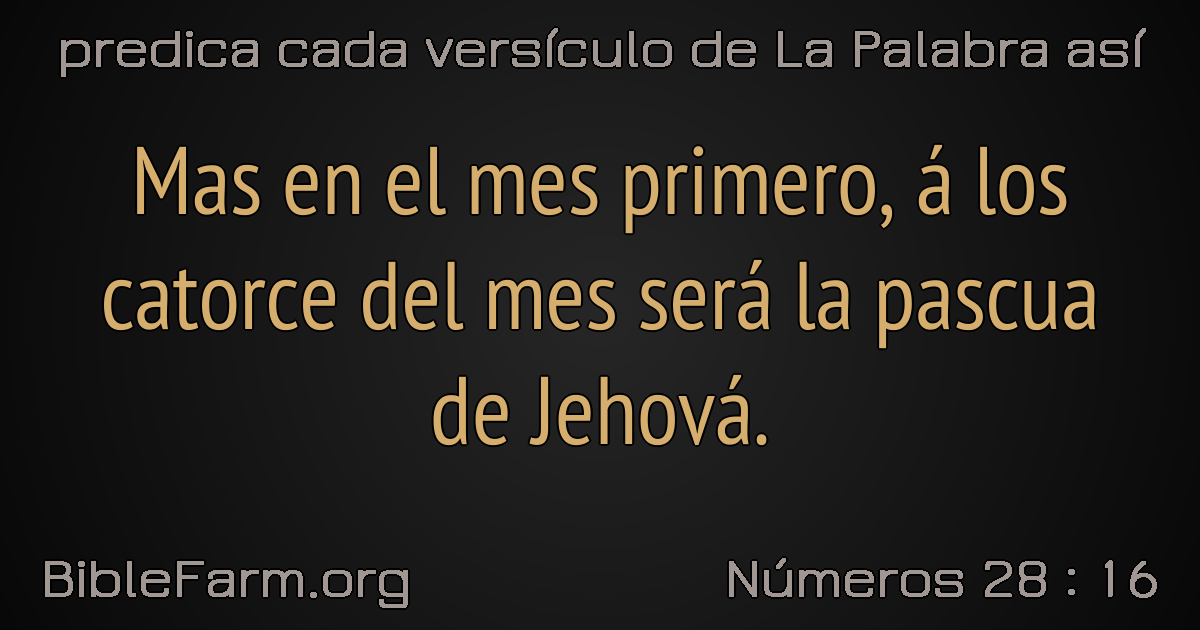 predica cada versículo de La Palabra así
Mas en el mes primero, á los
catorce del mes será la pascua
de Jehová.
BibleFarm.org
Números 28 : 16